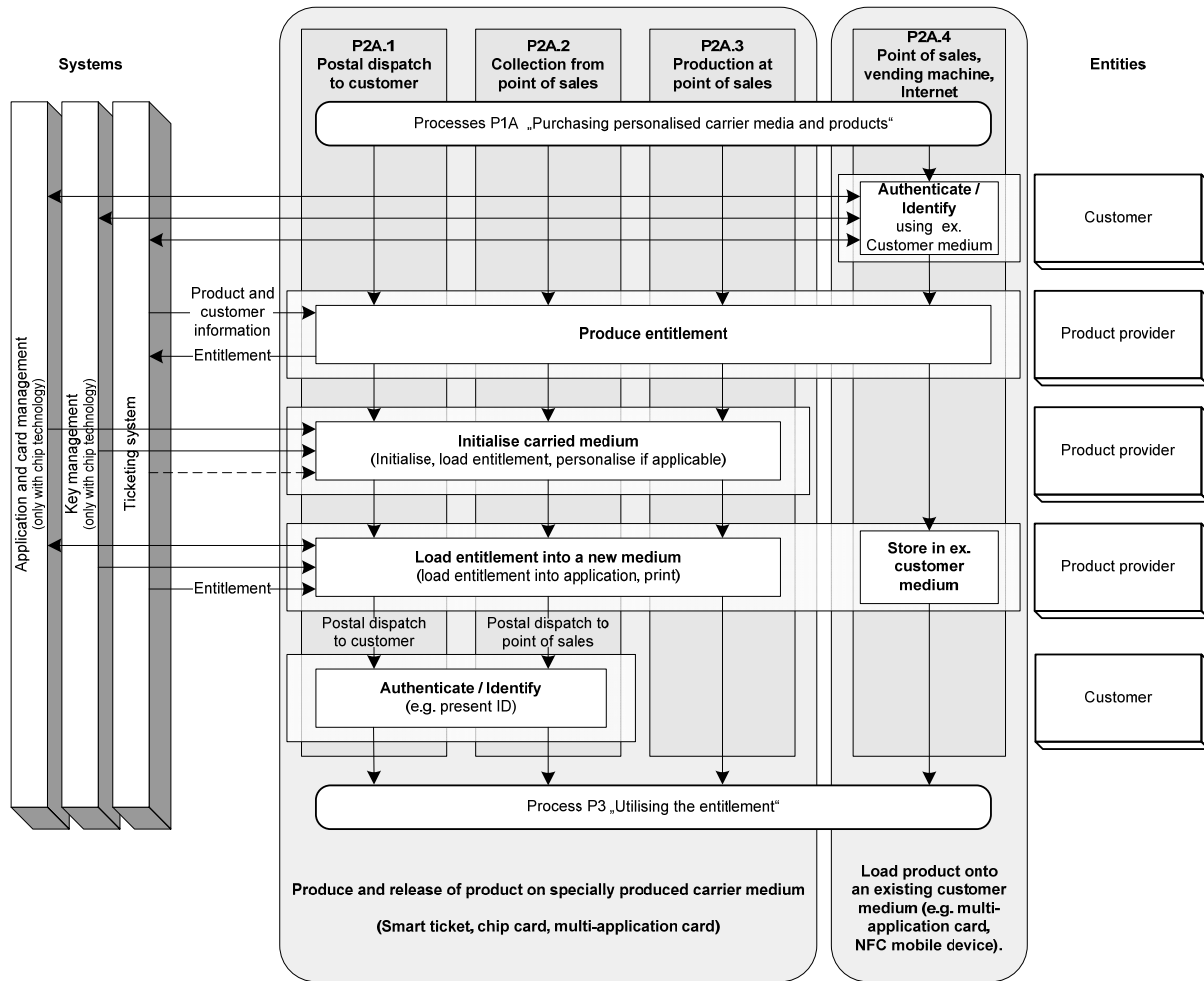 Systems
P2A.1
Postal dispatch
to customer
P2A.2
Collection from
point of sales
P2A.3
Production at
point of sales
P2A.4
Point of sales,
vending machine,
Internet
Entities
Processes P1A „Purchasing personalised carrier media and products“
Authenticate /
Identify
using ex.
Customer medium
Customer
Product and
customer
information
Entitlement
Produce entitlement
Product provider
Application and card management
(only with chip technology)
Key management
(only with chip technology)
Ticketing system
Initialise carried medium
(Initialise, load entitlement, personalise if applicable)
Product provider
Entitlement
Load entitlement into a new medium
(load entitlement into application, print)
Store in ex.
customer
medium
Product provider
Postal dispatch
to customer
Postal dispatch to
point of sales
Authenticate / Identify
(e.g. present ID)
Customer
Process P3 „Utilising the entitlement“
Produce and release of product on specially produced carrier medium
(Smart ticket, chip card, multi-application card)
Load product onto
an existing customer
medium (e.g. multi-
application card,
NFC mobile device).